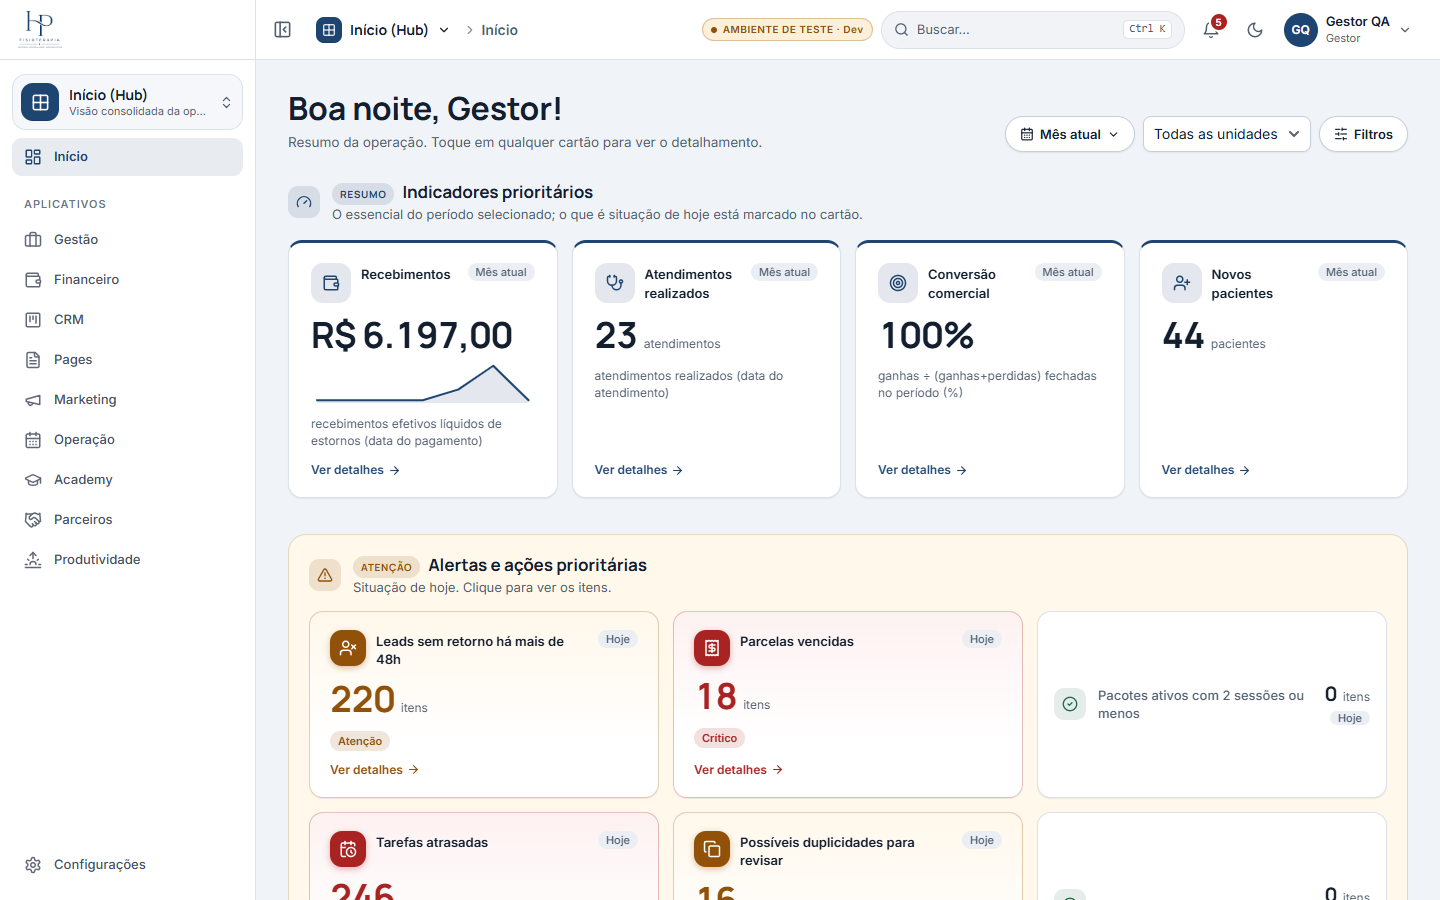 hp
FISIOTERAPIA
Início (Hub)
Início
AMBIENTE DE TESTE · Dev
Buscar...
Ctrl K
5
GQ
Gestor QA
Gestor
Início (Hub)
Visão consolidada da op...
Início
APLICATIVOS
Gestão
Financeiro
CRM
Pages
Marketing
Operação
Academy
Parceiros
Produtividade
Configurações
Boa noite, Gestor!
Resumo da operação. Toque em qualquer cartão para ver o detalhamento.
Mês atual
Todas as unidades
Filtros
RESUMO Indicadores prioritários
O essencial do período selecionado; o que é situação de hoje está marcado no cartão.
Recebimentos
Mês atual
R$ 6.197,00
recebimentos efetivos líquidos de
estornos (data do pagamento)
Ver detalhes →
Atendimentos
realizados
Mês atual
23 atendimentos
atendimentos realizados (data do
atendimento)
Ver detalhes →
Conversão
comercial
Mês atual
100%
ganhas ÷ (ganhas+perdidas) fechadas
no período (%)
Ver detalhes →
Novos
pacientes
Mês atual
44 pacientes
Ver detalhes →
ATENÇÃO Alertas e ações prioritárias
Situação de hoje. Clique para ver os itens.
Leads sem retorno há mais de
48h
Hoje
220 itens
Atenção
Ver detalhes →
Parcelas vencidas
Hoje
18 itens
Crítico
Ver detalhes →
Pacotes ativos com 2 sessões ou
menos
0 itens
Hoje
Tarefas atrasadas
Hoje
246
Possíveis duplicidades para
revisar
Hoje
16
0 itens